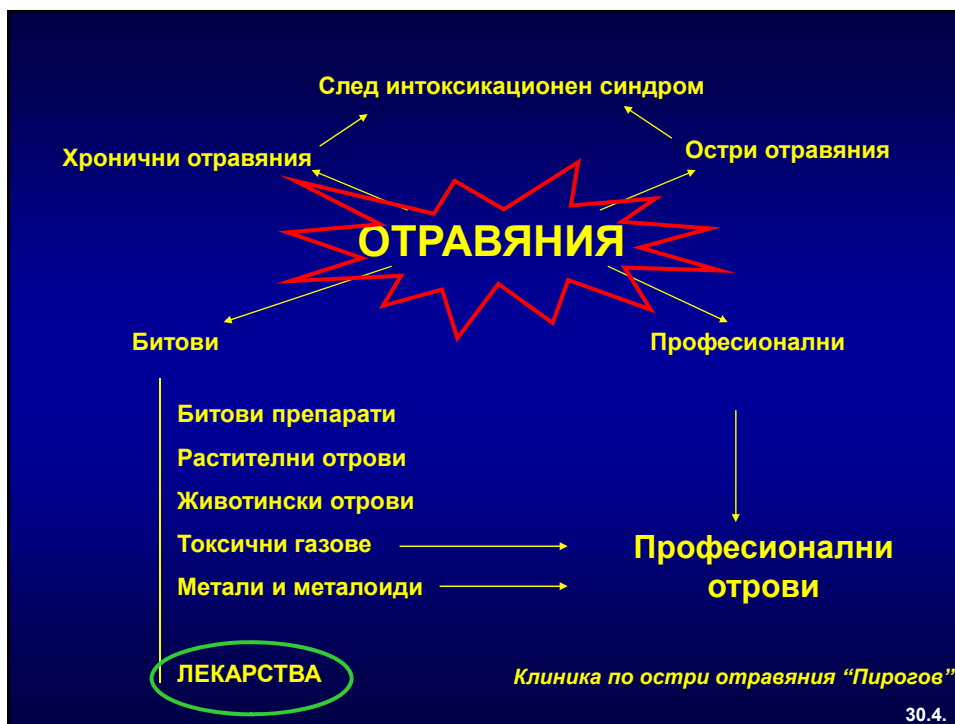 След интоксикационен синдром
Хронични отравяния
Остри отравяния
ОТРАВЯНИЯ
Битови
Професионални
Битови препарати
Растителни отрови
Животински отрови
Токсични газове
Метали и металоиди
Професионални
отрови
ЛЕКАРСТВА
Клиника по остри отравяния “Пирогов”
30.4.